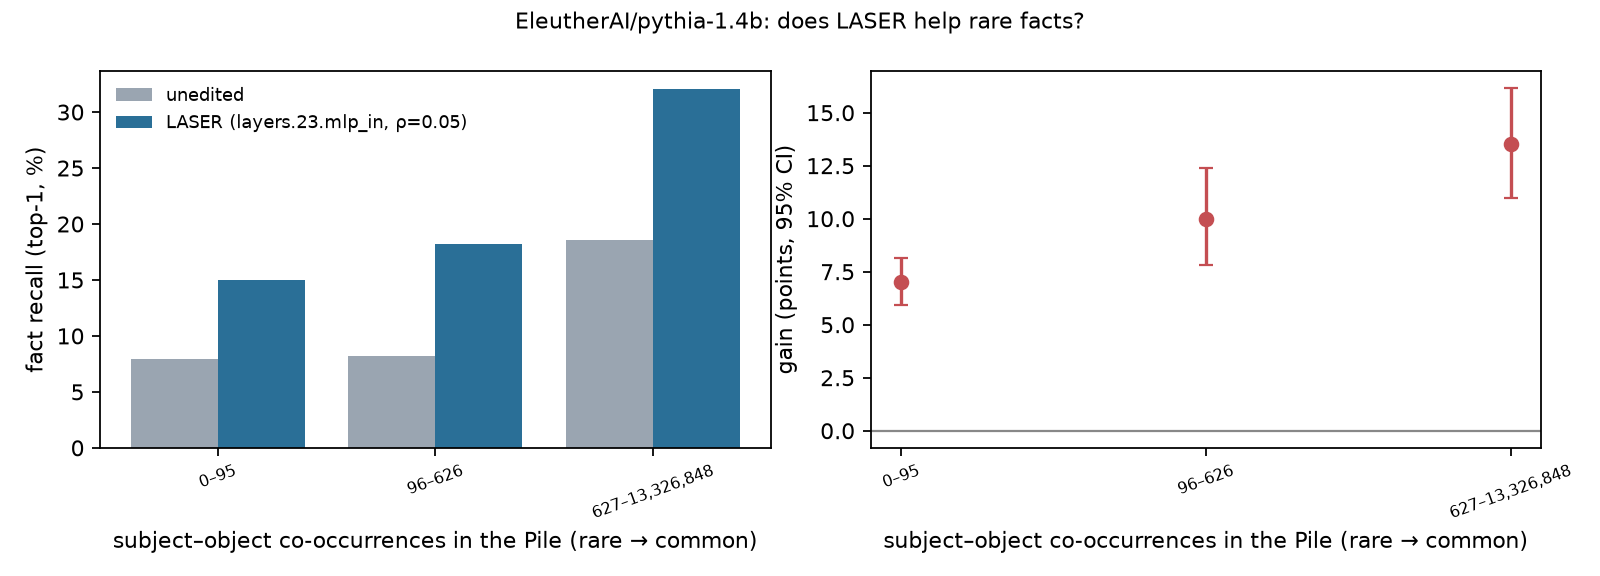 EleutherAI/pythia-1.4b: does LASER help rare facts?
fact recall (top-1, %)
30
25
20
15
10
5
0
unedited
LASER (layers.23.mlp_in, ρ=0.05)
0–95
96–626
627–13,326,848
subject–object co-occurrences in the Pile (rare → common)
gain (points, 95% CI)
15.0
12.5
10.0
7.5
5.0
2.5
0.0
0–95
96–626
627–13,326,848
subject–object co-occurrences in the Pile (rare → common)